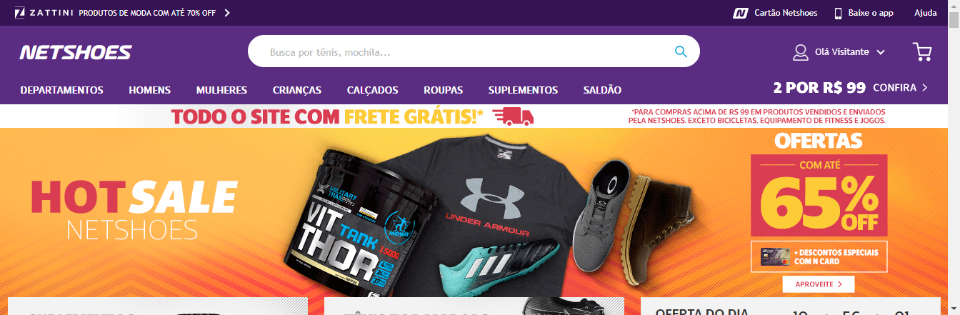 ZATTINI PRODUTOS DE MODA COM ATÉ 70% OFF
Cartão Netshoes
Baixe o app
Ajuda
NETSHOES
Busca por tênis, mochila...
Olá Visitante
DEPARTAMENTOS HOMENS MULHERES CRIANÇAS CALÇADOS ROUPAS SUPLEMENTOS SALDÃO
2 POR R$ 99 CONFIRA
TODO O SITE COM FRETE GRÁTIS!*
*PARA COMPRAS ACIMA DE R$ 99 EM PRODUTOS VENDIDOS E ENVIADOS
PELA NETSHOES. EXCETO BICICLETAS, EQUIPAMENTO DE FITNESS E JOGOS.
HOT SALE
NETSHOES
MILITARY
TRAIL
VIT
TANK
THOR
UNDER ARMOUR
OFERTAS
COM ATÉ
65%
OFF
+ DESCONTOS ESPECIAIS
COM N CARD
APROVEITE
OFERTA DO DIA